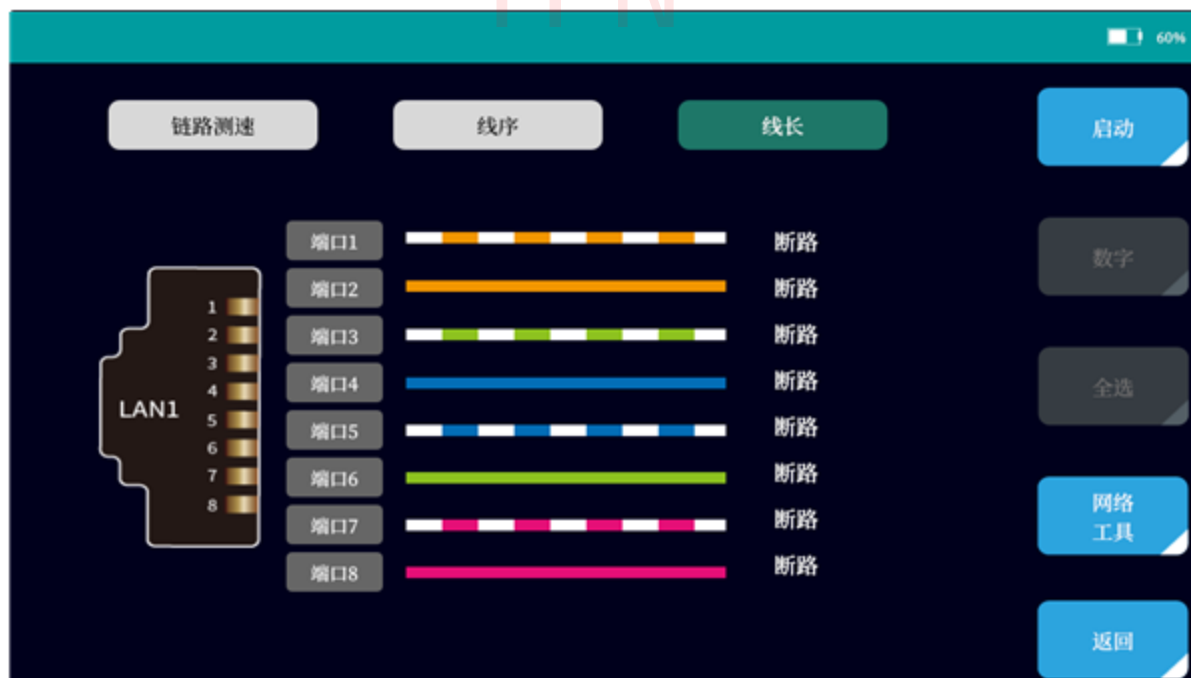 60%
链路测速
线序
线长
启动
数字
全选
网络
工具
返回
LAN1
1
2
3
4
5
6
7
8
端口1 断路
端口2 断路
端口3 断路
端口4 断路
端口5 断路
端口6 断路
端口7 断路
端口8 断路